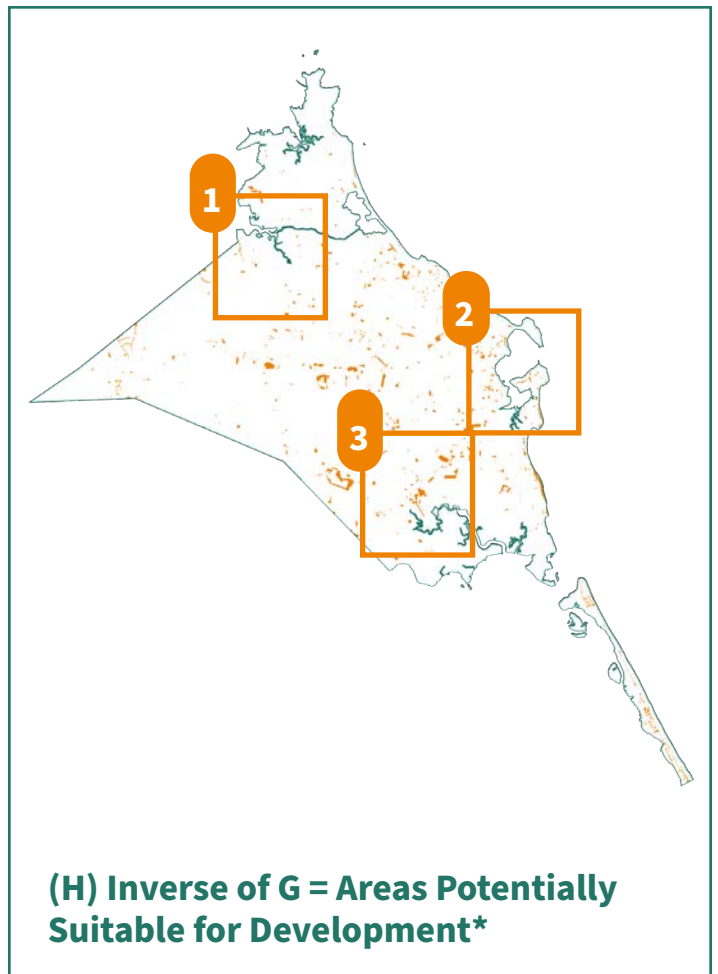 1
2
3
(H) Inverse of G = Areas Potentially
Suitable for Development*